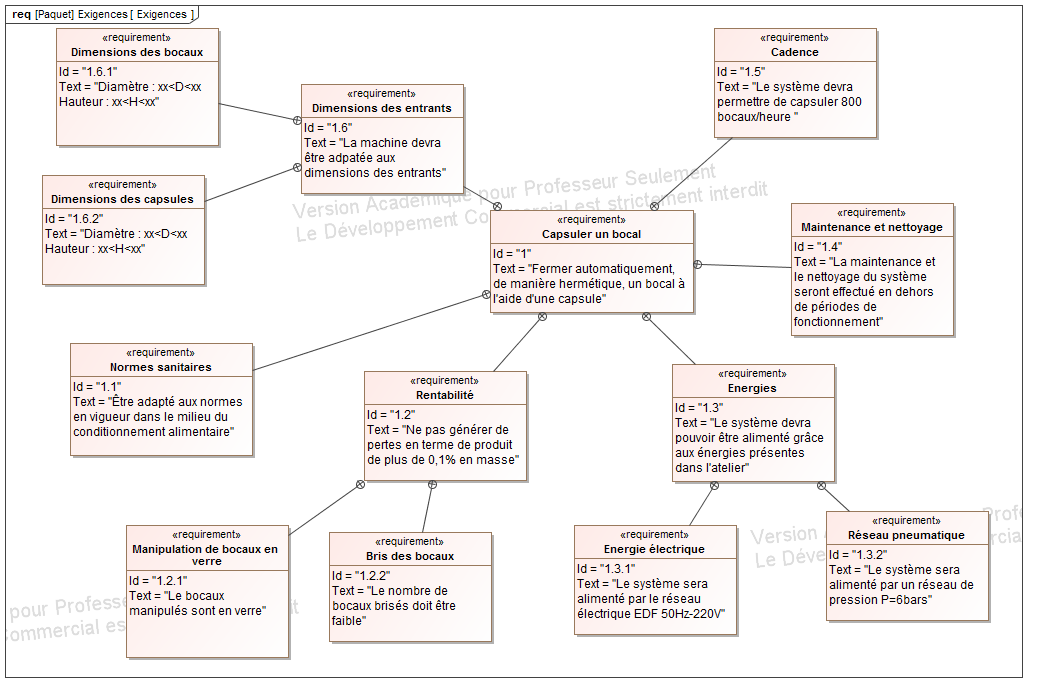 req [Paquet] Exigences [ Exigences ]
«requirement»
Dimensions des bocaux
Id = "1.6.1"
Text = "Diamètre : xx<D<xx
Hauteur : xx<H<xx"
«requirement»
Dimensions des entrants
Id = "1.6"
Text = "La machine devra
être adpatée aux
dimensions des entrants"
«requirement»
Cadence
Id = "1.5"
Text = "Le système devra
permettre de capsuler 800
bocaux/heure "
«requirement»
Dimensions des capsules
Id = "1.6.2"
Text = "Diamètre : xx<D<xx
Hauteur : xx<H<xx"
Version Académique pour Professeur Seulement
Le Développement Commercial est strictement interdit
«requirement»
Capsuler un bocal
Id = "1"
Text = "Fermer automatiquement,
de manière hermétique, un bocal à
l'aide d'une capsule"
«requirement»
Maintenance et nettoyage
Id = "1.4"
Text = "La maintenance et
le nettoyage du système
seront effectué en dehors
de périodes de
fonctionnement"
«requirement»
Normes sanitaires
Id = "1.1"
Text = "Être adapté aux normes
en vigueur dans le milieu du
conditionnement alimentaire"
«requirement»
Rentabilité
Id = "1.2"
Text = "Ne pas générer de
pertes en terme de produit
de plus de 0,1% en masse"
«requirement»
Energies
Id = "1.3"
Text = "Le système devra
pouvoir être alimenté grâce
aux énergies présentes
dans l'atelier"
«requirement»
Manipulation de bocaux en
verre
Id = "1.2.1"
Text = "Le bocaux
manipulés sont en verre"
«requirement»
Bris des bocaux
Id = "1.2.2"
Text = "Le nombre de
bocaux brisés doit être
faible"
«requirement»
Energie électrique
Id = "1.3.1"
Text = "Le système sera
alimenté par le réseau
électrique EDF 50Hz-220V"
«requirement»
Réseau pneumatique
Id = "1.3.2"
Text = "Le système sera
alimenté par un réseau de
pression P=6bars"
pour
Version
Le